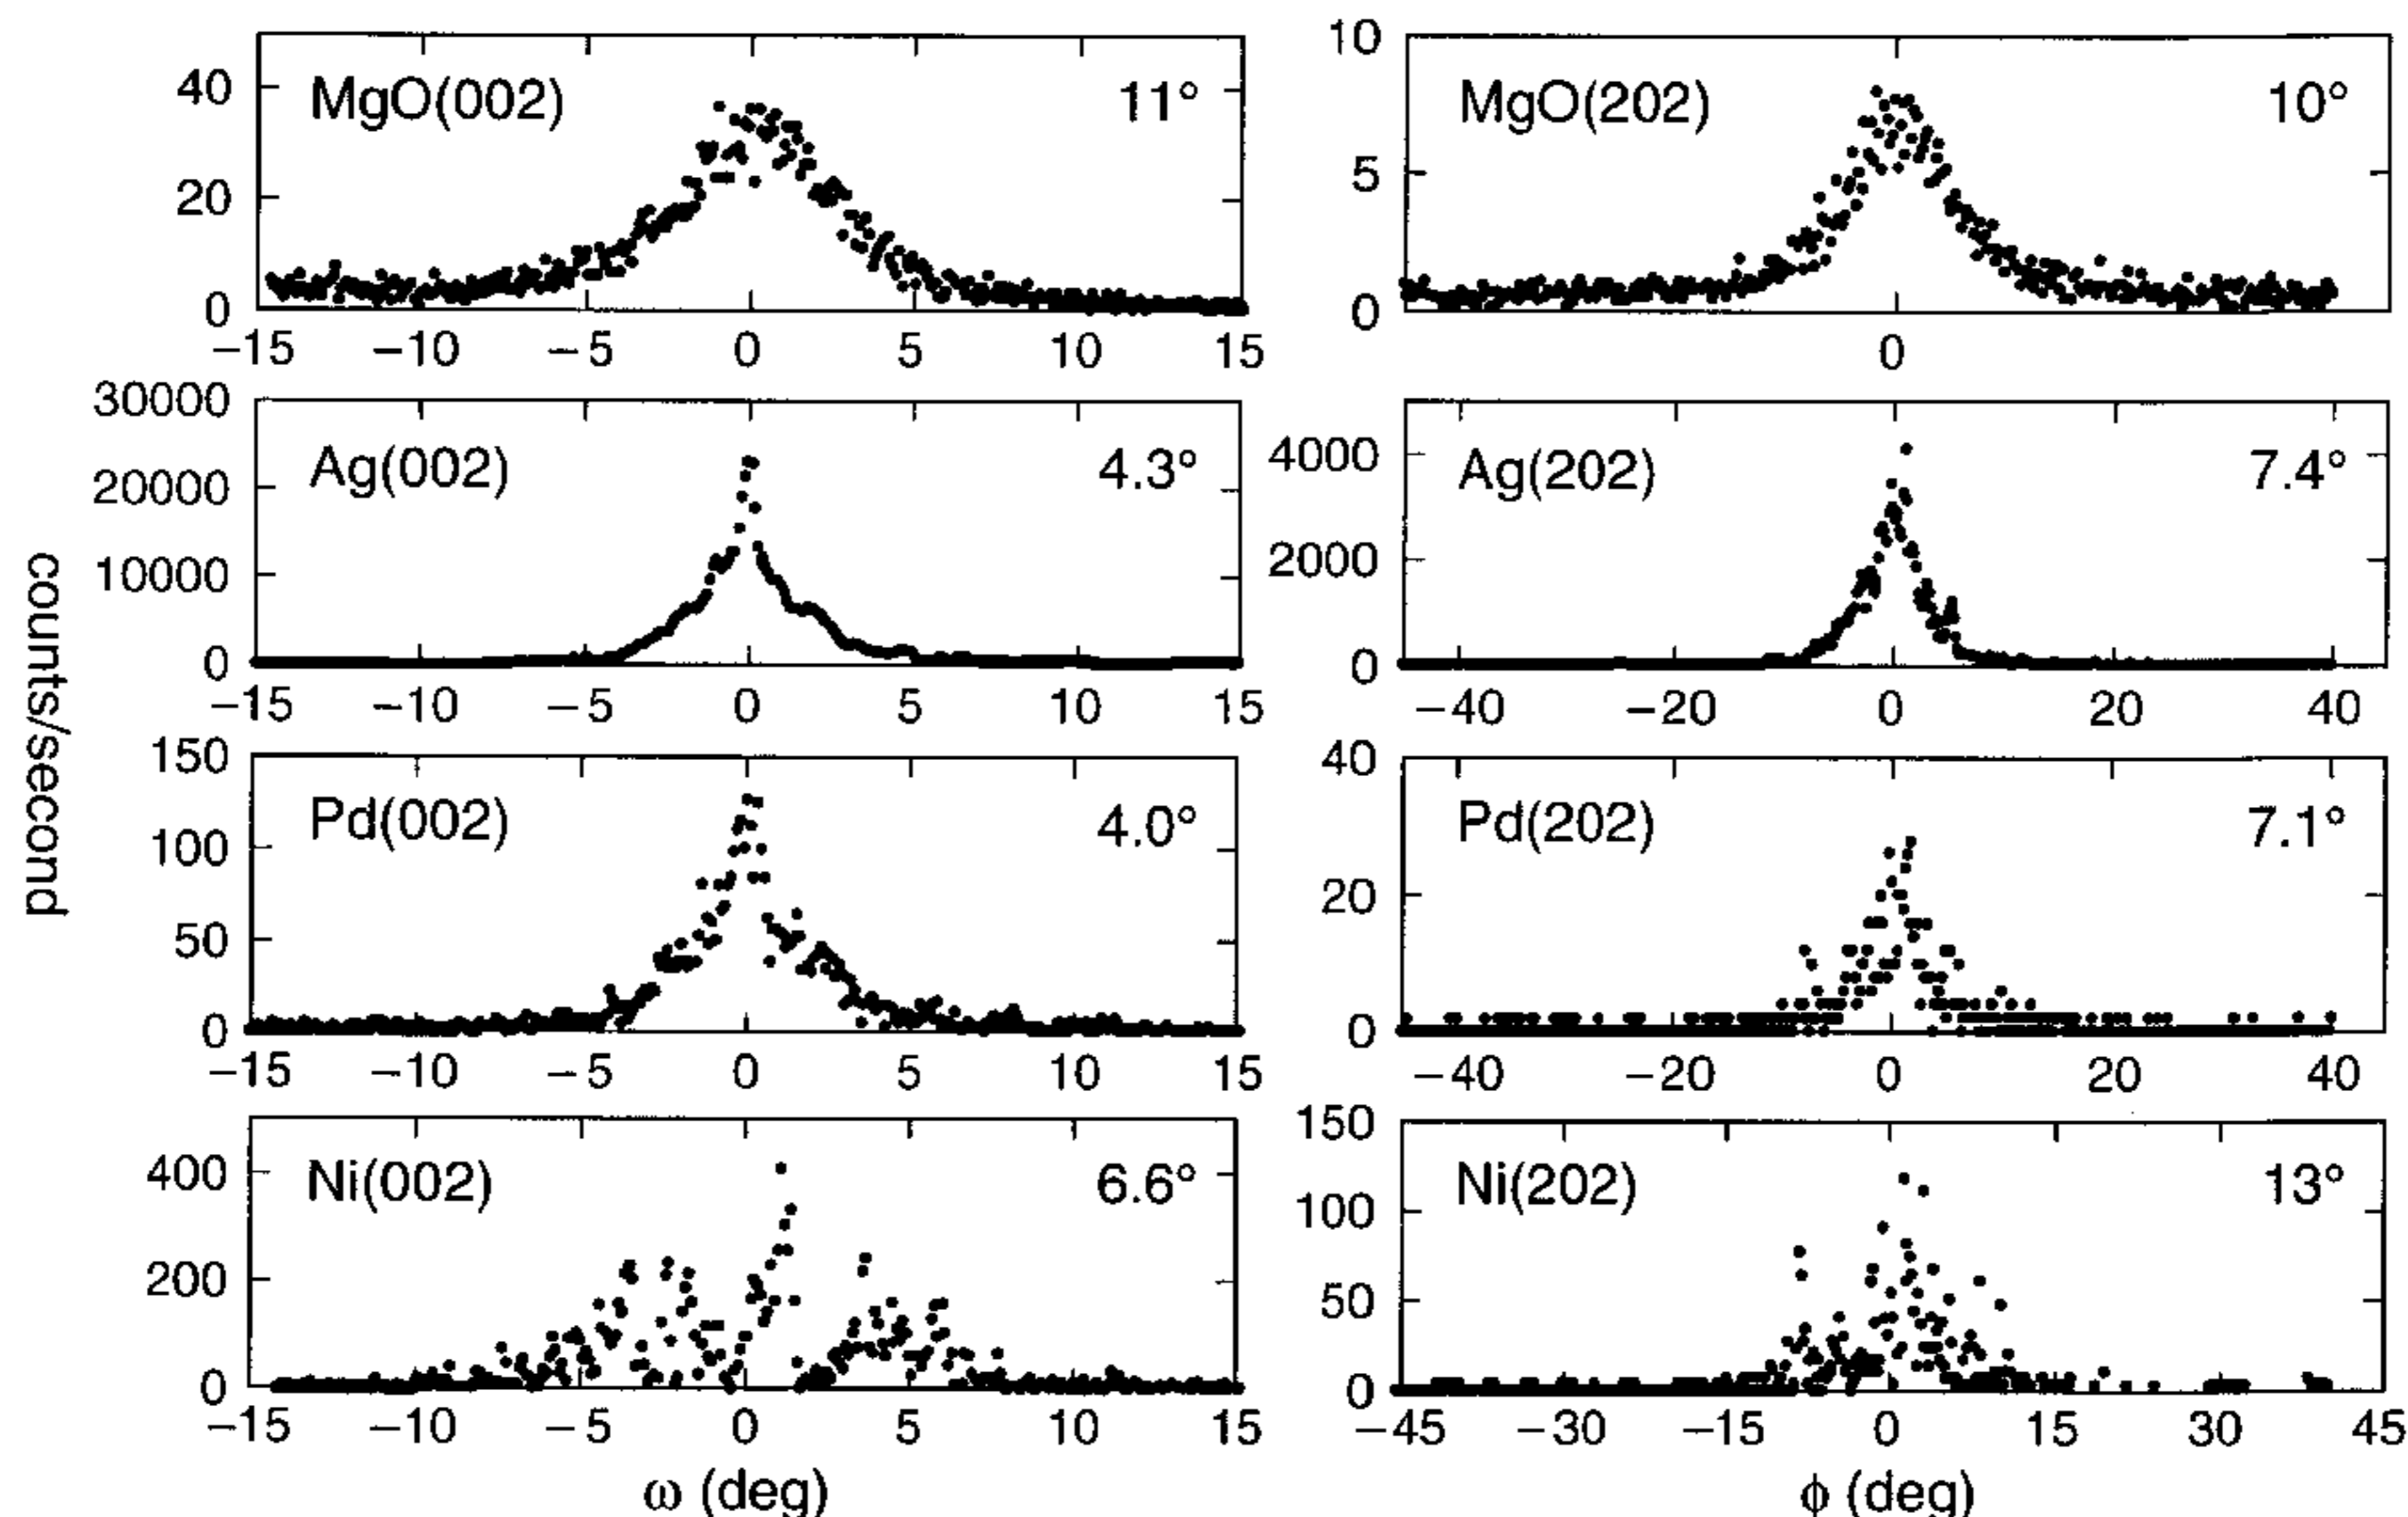 counts/second
MgO(002) 11°
40
20
0
−15 −10 −5 0 5 10 15
MgO(202) 10°
10
5
0
0
Ag(002) 4.3°
30000
20000
10000
0
−15 −10 −5 0 5 10 15
Ag(202) 7.4°
4000
2000
0
−40 −20 0 20 40
Pd(002) 4.0°
150
100
50
0
−15 −10 −5 0 5 10 15
Pd(202) 7.1°
40
20
0
−40 −20 0 20 40
Ni(002) 6.6°
400
200
0
−15 −10 −5 0 5 10 15
ω (deg)
Ni(202) 13°
150
100
50
0
−45 −30 −15 0 15 30 45
ϕ (deg)